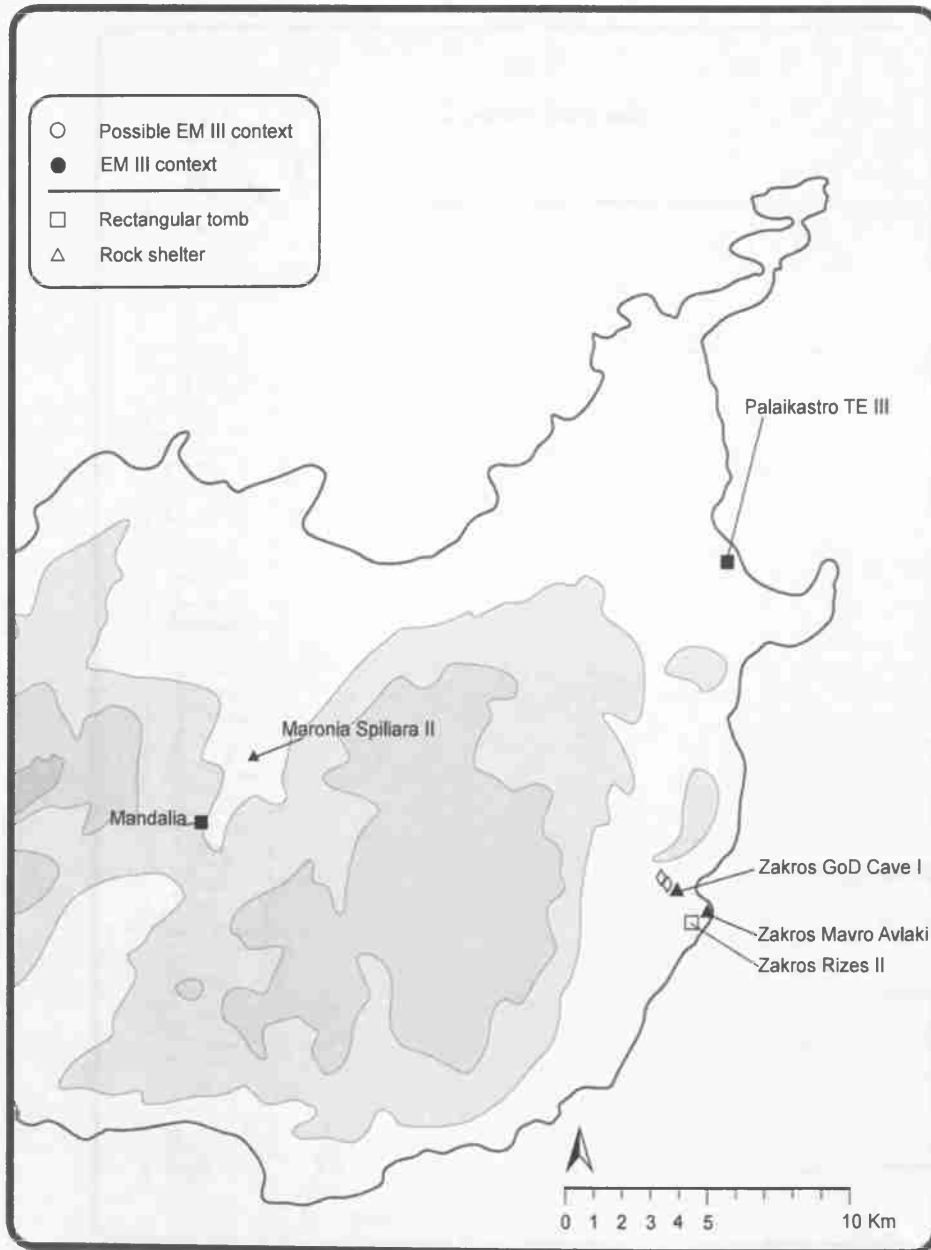 Possible EM III context
EM III context
Rectangular tomb
Rock shelter
Palaikastro TE III
Maronia Spiliara II
Mandalia
Zakros GoD Cave I
Zakros Mavro Avlaki
Zakros Rizes II
0 1 2 3 4 5 10 Km